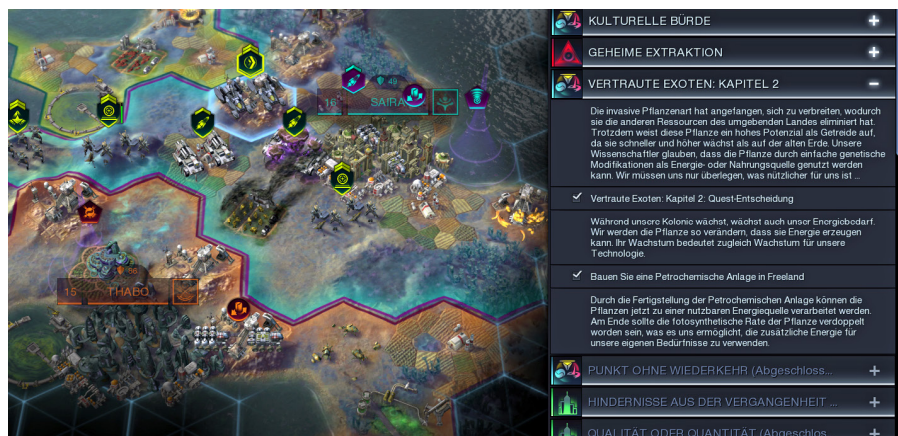 KULTURELLE BÜRDE
GEHEIME EXTRAKTION
VERTRAUTE EXOTEN: KAPITEL 2
Die invasive Pflanzenart hat angefangen, sich zu verbreiten, wodurch
sie die anderen Ressourcen des umgebenden Landes eliminiert hat.
Trotzdem weist diese Pflanze ein hohes Potenzial als Getreide auf,
da sie schneller und höher wächst als auf der alten Erde. Unsere
Wissenschaftler glauben, dass die Pflanze durch einfache genetische
Modifikationen als Energie- oder Nahrungsquelle genutzt werden
kann. Wir müssen uns nur überlegen, was nützlicher für uns ist ...
Vertraute Exoten: Kapitel 2: Quest-Entscheidung
Während unsere Kolonie wächst, wächst auch unser Energiebedarf.
Wir werden die Pflanze so verändern, dass sie Energie erzeugen
kann. Ihr Wachstum bedeutet zugleich Wachstum für unsere
Technologie.
Bauen Sie eine Petrochemische Anlage in Freeland
Durch die Fertigstellung der Petrochemischen Anlage können die
Pflanzen jetzt zu einer nutzbaren Energiequelle verarbeitet werden.
Am Ende sollte die fotosynthetische Rate der Pflanze verdoppelt
worden sein, was es uns ermöglicht, die zusätzliche Energie für
unsere eigenen Bedürfnisse zu verwenden.
PUNKT OHNE WIEDERKEHR (Abgeschloss...
HINDERNISSE AUS DER VERGANGENHEIT ...
QUALITÄT ODER QUANTITÄT (Abgeschlos...
49
16 SAIRA
66
15 THABO